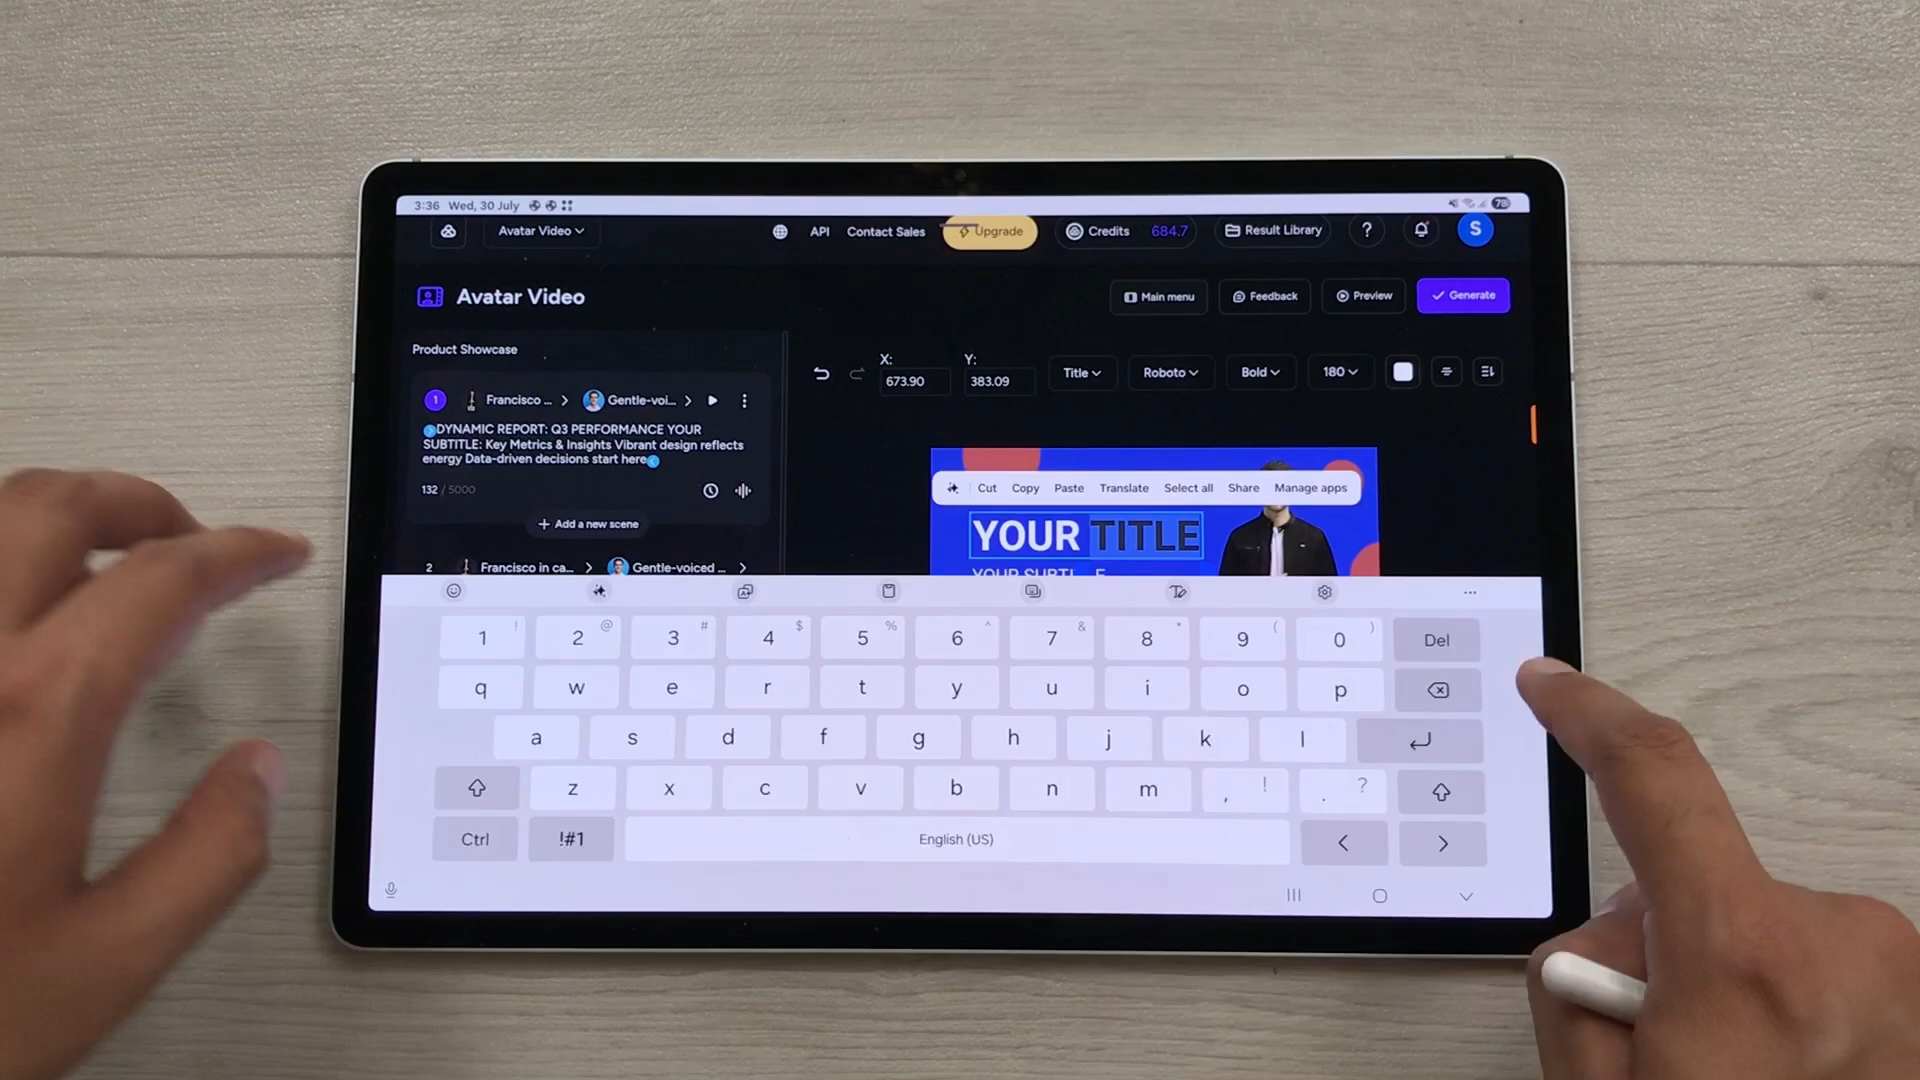 3:36 Wed, 30 July
78
Avatar Video
API
Contact Sales
Upgrade
Credits 684.7
Result Library
?
S
Avatar Video
Main menu
Feedback
Preview
Generate
Product Showcase
X:
673.90
Y:
383.09
Title
Roboto
Bold
180
1 Francisco ... Gentle-voi...
DYNAMIC REPORT: Q3 PERFORMANCE YOUR
SUBTITLE: Key Metrics & Insights Vibrant design reflects
energy Data-driven decisions start here
132 / 5000
+ Add a new scene
2 Francisco in ca... Gentle-voiced ...
Cut Copy Paste Translate Select all Share Manage apps
YOUR TITLE
...
1 ! 2 @ 3 # 4 $ 5 % 6 ^ 7 & 8 * 9 ( 0 ) Del
q w e r t y u i o p
a s d f g h j k l
z x c v b n m , ! . ?
Ctrl !#1 English (US) < >